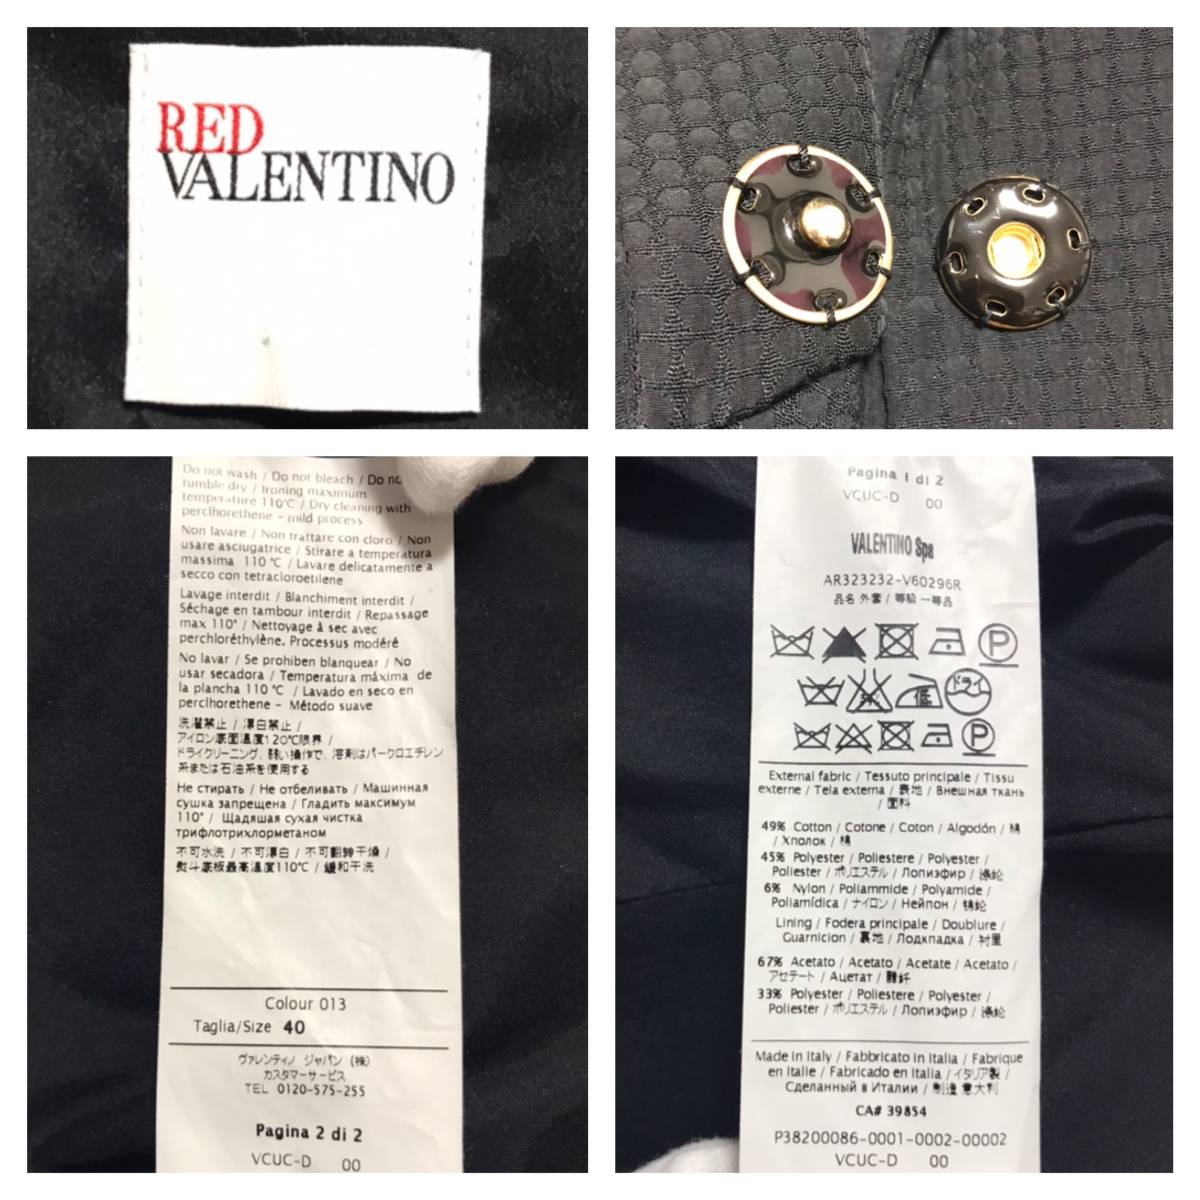 RED
VALENTINO
Do not wash / Do not bleach / Do no
tumble dry / Ironing maximum
temperature 110°C / Dry cleaning with
perclhorethene - mild process
Non lavare / Non trattare con cloro / Non
usare asciugatrice / Stirare a temperatura
massima 110 °C / Lavare delicatamente a
secco con tetracloroetilene
Lavage interdit / Blanchiment interdit /
Séchage en tambour interdit / Repassage
max 110° / Nettoyage à sec avec
perchloréthylène. Processus modéré
No lavar / Se prohiben blanquear / No
usar secadora / Temperatura máxima de
la plancha 110 °C / Lavado en seco en
perclhorethene - Método suave
洗濯禁止 / 漂白禁止 /
アイロン底面温度120℃限界 /
ドライクリーニング、弱い操作で、溶剤はパークロエチレン
系または石油系を使用する
Не стирать / Не отбеливать / Машинная
сушка запрещена / Гладить максимум
110° / Щадящая сухая чистка
трифлотрихлорметаном
不可水洗 / 不可漂白 / 不可翻转干燥 /
熨斗底板最高温度110℃ / 緩和干洗
Colour 013
Taglia/Size 40
ヴァレンティノ ジャパン (株)
カスタマーサービス
TEL 0120-575-255
Pagina 2 di 2
VCUC-D 00
Pagina 1 di 2
VCUC-D 00
VALENTINO Spa
AR323232-V60296R
品名 外套 / 等級 一等品
P
低 ドライ
P
External fabric / Tessuto principale / Tissu
externe / Tela externa / 表地 / Внешная ткань
/ 面料
49% Cotton / Cotone / Coton / Algodón / 綿
/ Хполок / 棉
45% Polyester / Poliestere / Polyester /
Poliester / ポリエステル / Лопиэфир / 涤纶
6% Nylon / Poliammide / Polyamide /
Poliamídica / ナイロン / Нейпон / 锦纶
Lining / Fodera principale / Doublure /
Guarnicion / 裏地 / Лодкпадка / 衬里
67% Acetato / Acetato / Acetate / Acetato /
アセテート / Ацетат /
33% Polyester / Poliestere / Polyester /
Poliester / ポリエステル / Лопиэфир / 涤纶
Made in Italy / Fabbricato in Italia / Fabrique
en Italie / Fabricado en Italia / イタリア製 /
Сделанный в Италии / 制造 意大利
CA# 39854
P38200086-0001-0002-00002
VCUC-D 00